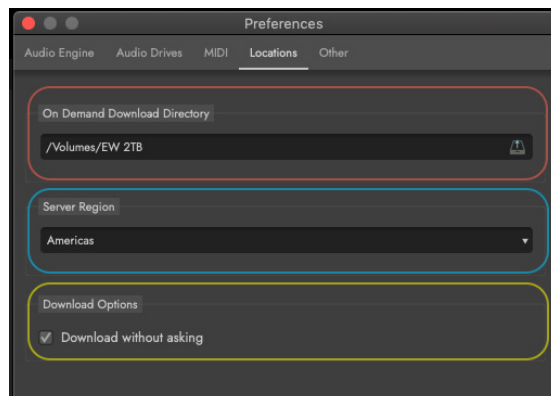 Preferences
Audio Engine Audio Drives MIDI Locations Other
On Demand Download Directory
/Volumes/EW 2TB
Server Region
Americas
Download Options
Download without asking